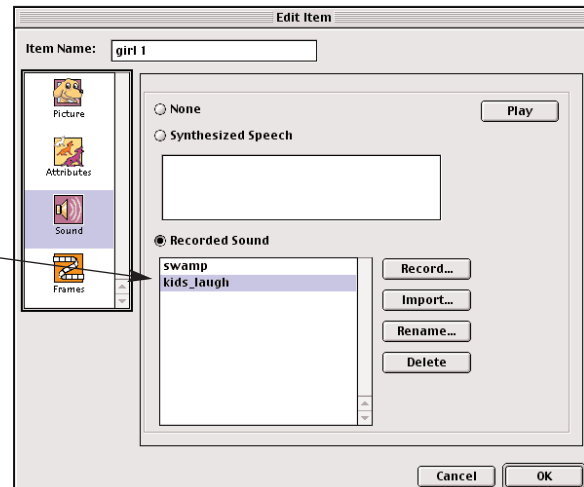 Edit Item
Item Name: girl 1
Picture
Attributes
Sound
Frames
None
Play
Synthesized Speech
Recorded Sound
swamp
kids_laugh
Record...
Import...
Rename...
Delete
Cancel
OK